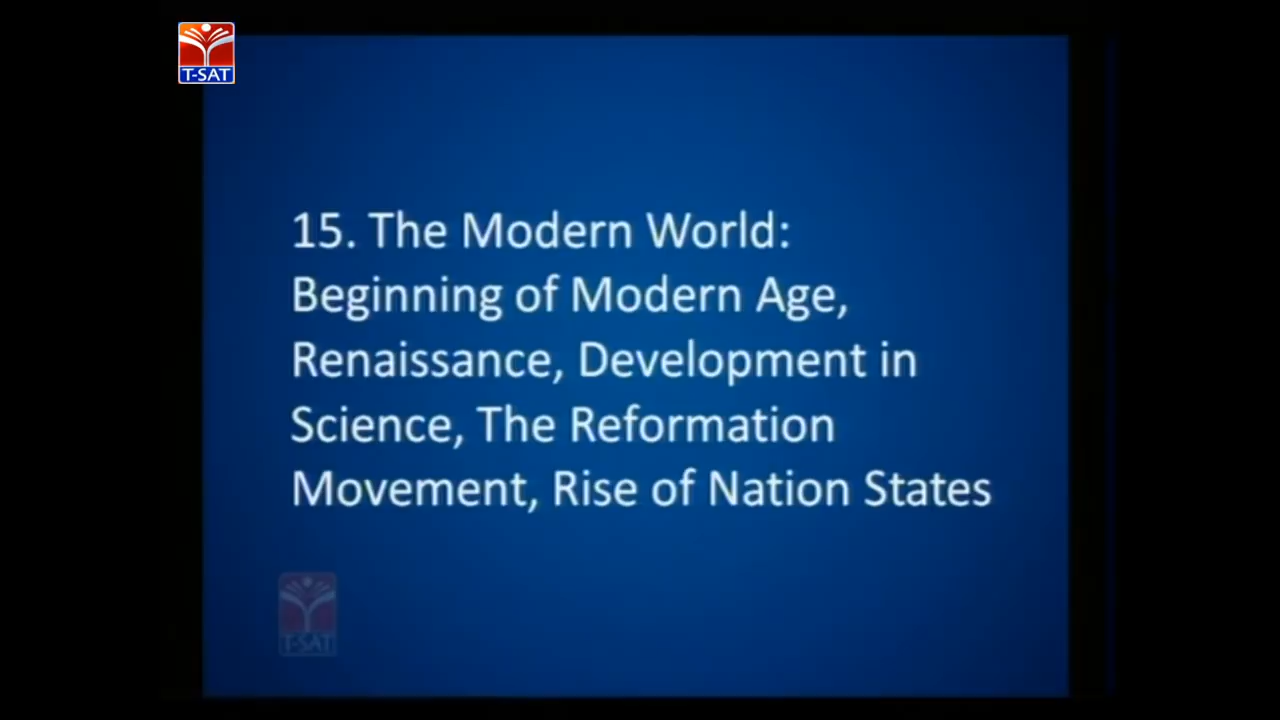 T-SAT
15. The Modern World:
Beginning of Modern Age,
Renaissance, Development in
Science, The Reformation
Movement, Rise of Nation States
T-SAT